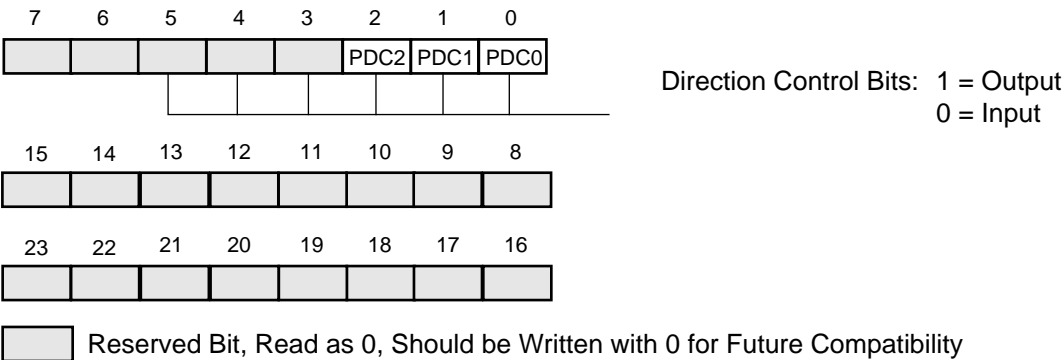 7 6 5 4 3 2 1 0
PDC2 PDC1 PDC0
Direction Control Bits: 1 = Output
0 = Input
15 14 13 12 11 10 9 8
23 22 21 20 19 18 17 16
Reserved Bit, Read as 0, Should be Written with 0 for Future Compatibility